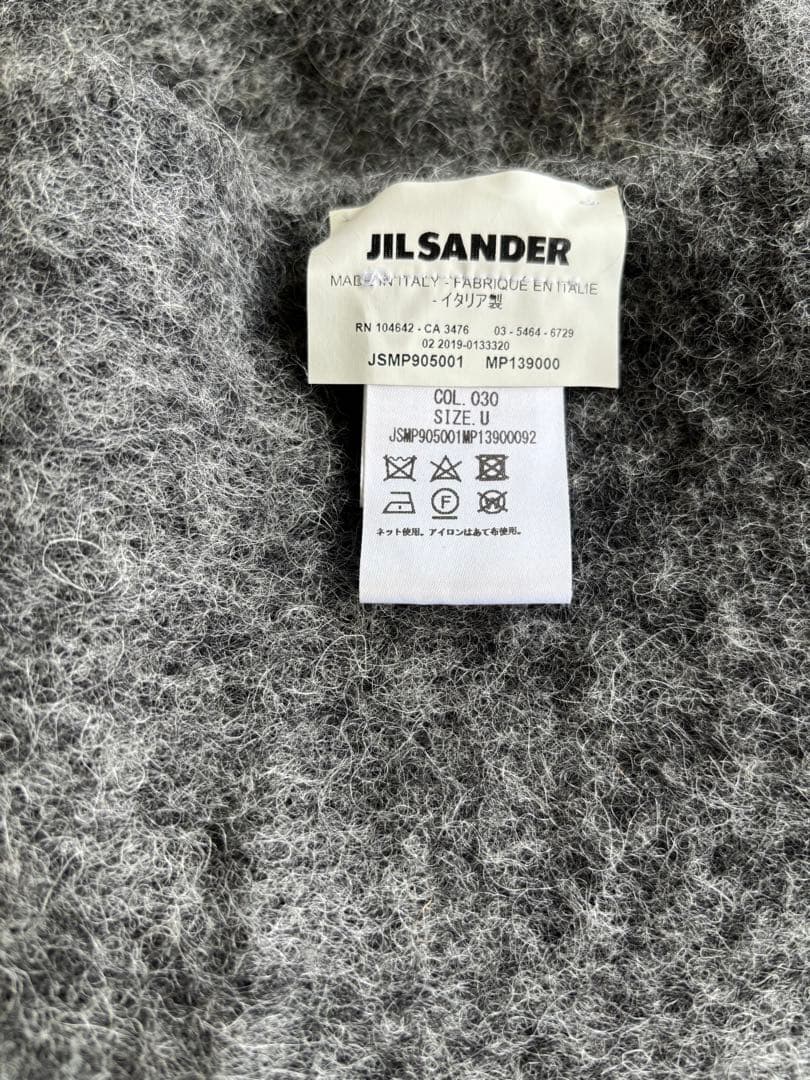 JIL SANDER
MADE IN ITALY - FABRIQUÉ EN ITALIE
- イタリア製
RN 104642 - CA 3476 03 - 5464 - 6729
02 2019-0133320
JSMP905001 MP139000
COL. 030
SIZE. U
JSMP905001MP13900092
F
W
ネット使用。アイロンはあて布使用。